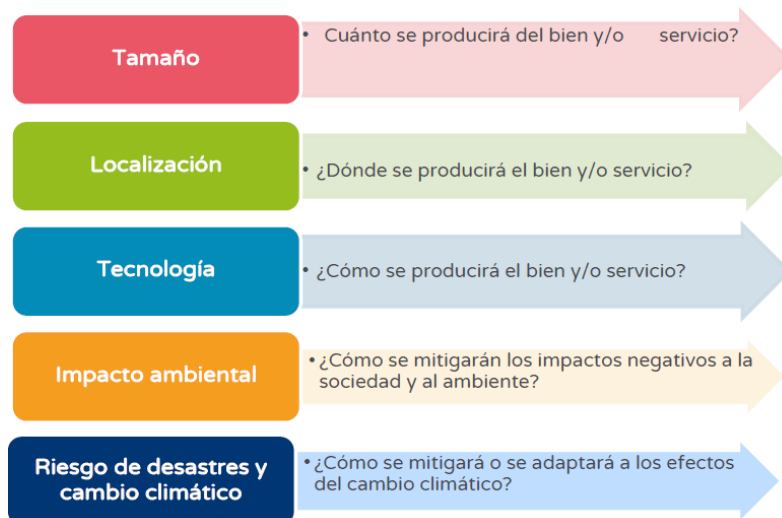 Tamaño
• Cuánto se producirá del bien y/o servicio?
Localización
• ¿Dónde se producirá el bien y/o servicio?
Tecnología
• ¿Cómo se producirá el bien y/o servicio?
Impacto ambiental
• ¿Cómo se mitigarán los impactos negativos a la
sociedad y al ambiente?
Riesgo de desastres y
cambio climático
• ¿Cómo se mitigará o se adaptará a los efectos
del cambio climático?